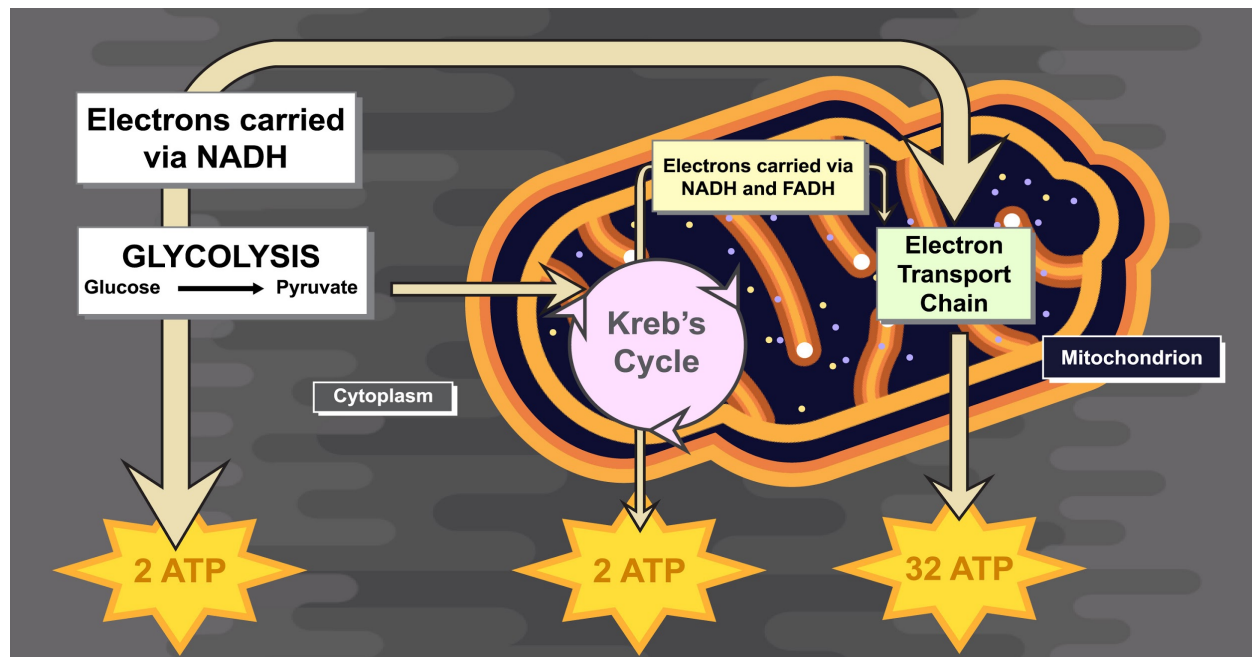 Electrons carried
via NADH
GLYCOLYSIS
Glucose Pyruvate
Electrons carried via
NADH and FADH
Electron
Transport
Chain
Kreb's
Cycle
Mitochondrion
Cytoplasm
2 ATP
2 ATP
32 ATP